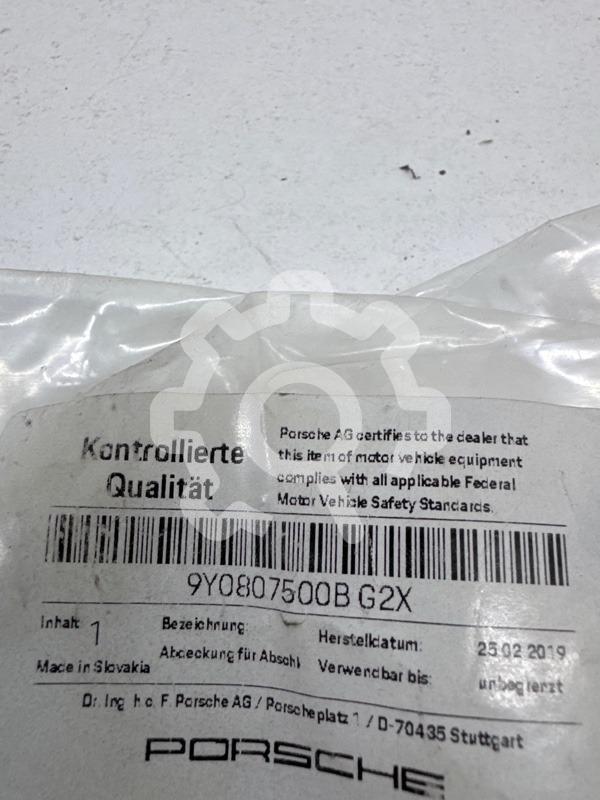 Kontrollierte
Qualität
Porsche AG certifies to the dealer that
this item of motor vehicle equipment
complies with all applicable Federal
Motor Vehicle Safety Standards.
9Y0807500B G2X
Inhalt: 1
Bezeichnung:
Herstelldatum: 25.02.2019
Made in Slovakia
Abdeckung für Abschl
Verwendbar bis: unbegrenzt
Dr. Ing. h.c. F. Porsche AG / Porscheplatz 1 / D-70435 Stuttgart
PORSCHE